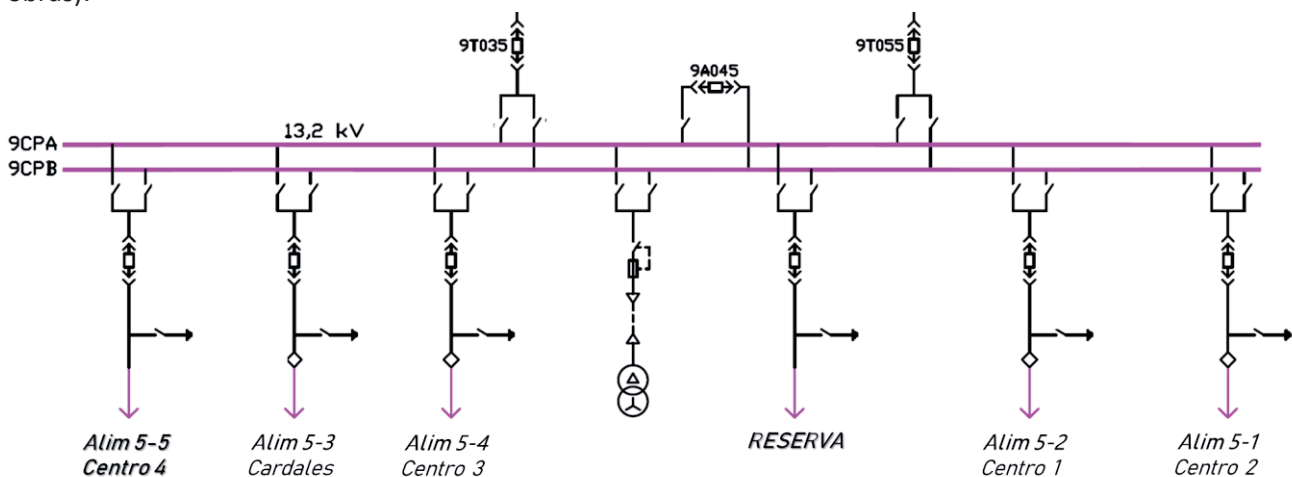 obras).
9T035
9T055
9A045
13,2 kV
9CPA
9CPB
Alim 5-5
Centro 4
Alim 5-3
Cardales
Alim 5-4
Centro 3
RESERVA
Alim 5-2
Centro 1
Alim 5-1
Centro 2